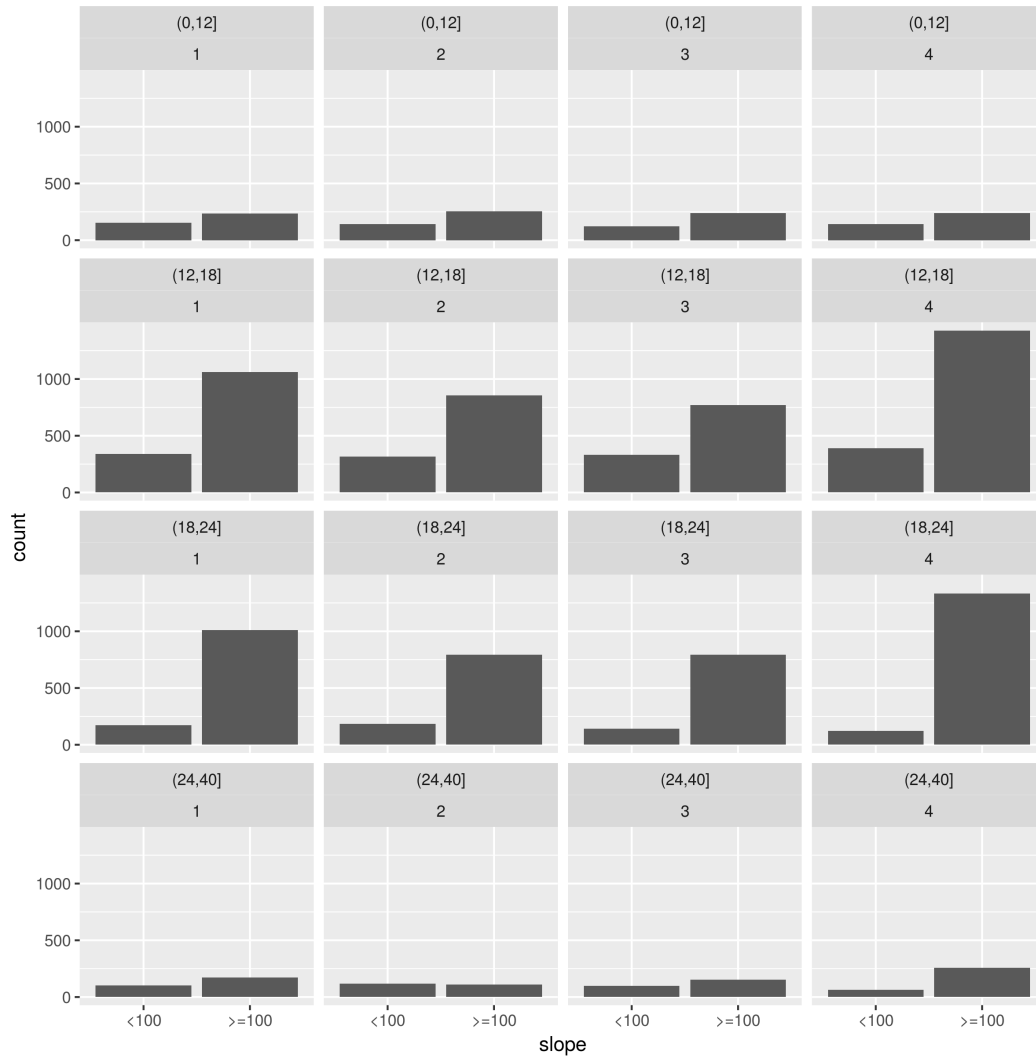 (0,12] (0,12] (0,12] (0,12]
1 2 3 4
1000
500
0
(12,18] (12,18] (12,18] (12,18]
1 2 3 4
1000
500
0
(18,24] (18,24] (18,24] (18,24]
1 2 3 4
1000
500
0
(24,40] (24,40] (24,40] (24,40]
1 2 3 4
1000
500
0
<100 >=100 <100 >=100 <100 >=100 <100 >=100
slope
count